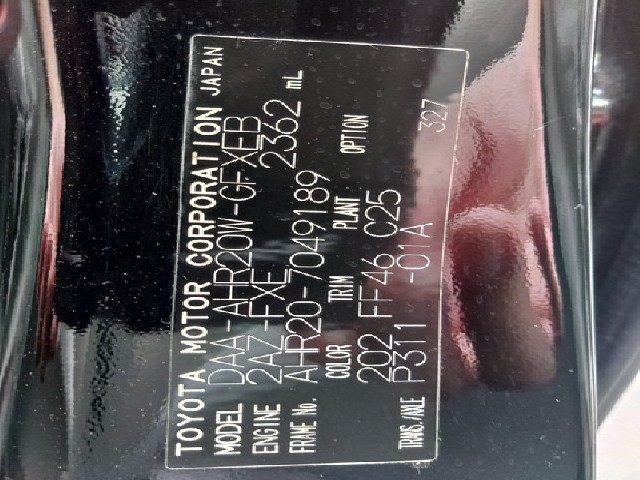 TOYOTA MOTOR CORPORATION JAPAN
MODEL DAA-AHR20W-GFXEB
ENGINE 2AZ-FXE 2362 mL
FRAME No. AHR20-7049189
COLOR TRIM PLANT OPTION
202 FF46 C25
TRANS./AXLE P311 -01A 327